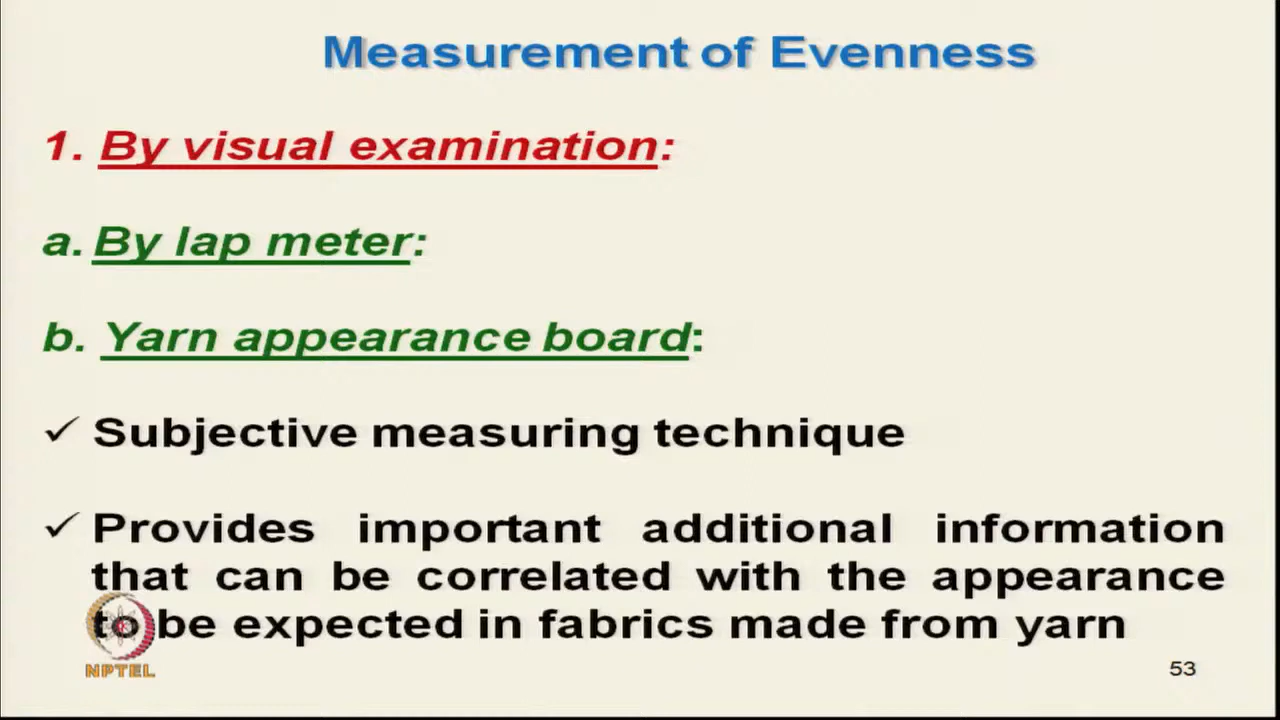 Measurement of Evenness
1. By visual examination:
a. By lap meter:
b. Yarn appearance board:
✓ Subjective measuring technique
✓ Provides important additional information
that can be correlated with the appearance
to be expected in fabrics made from yarn
NPTEL
53